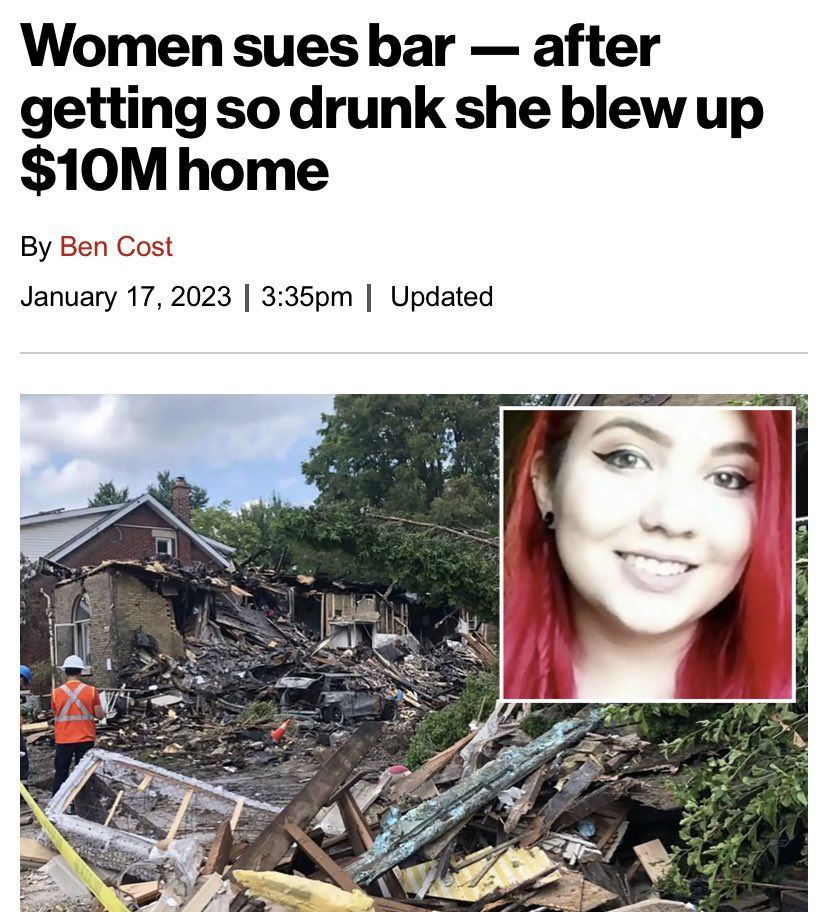 Women sues bar — after
getting so drunk she blew up
$10M home
By Ben Cost
January 17, 2023 | 3:35pm | Updated